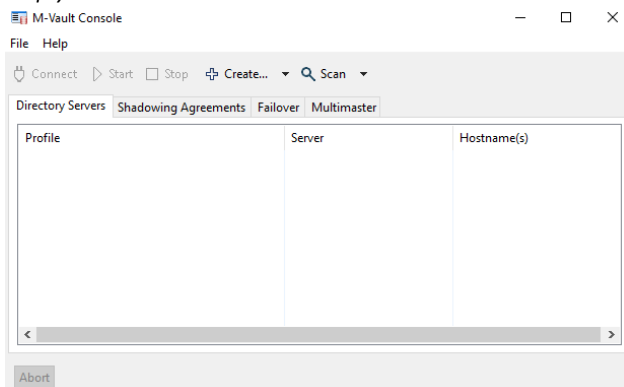 M-Vault Console
File Help
Connect Start Stop Create... Scan
Directory Servers Shadowing Agreements Failover Multimaster
Profile Server Hostname(s)
Abort